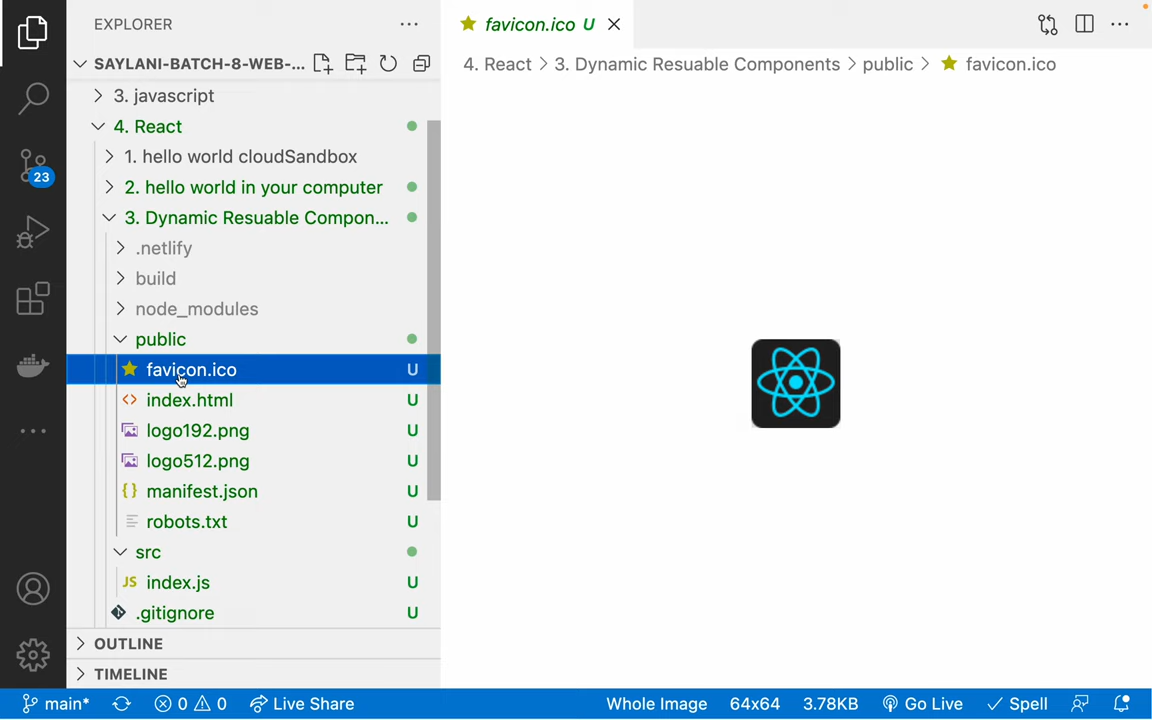 EXPLORER
SAYLANI-BATCH-8-WEB-...
3. javascript
4. React
1. hello world cloudSandbox
2. hello world in your computer
3. Dynamic Resuable Compon...
.netlify
build
node_modules
public
favicon.ico U
index.html U
logo192.png U
logo512.png U
manifest.json U
robots.txt U
src
JS index.js U
.gitignore U
OUTLINE
TIMELINE
23
favicon.ico U
4. React > 3. Dynamic Resuable Components > public > favicon.ico
main* 0 0 Live Share Whole Image 64x64 3.78KB Go Live Spell